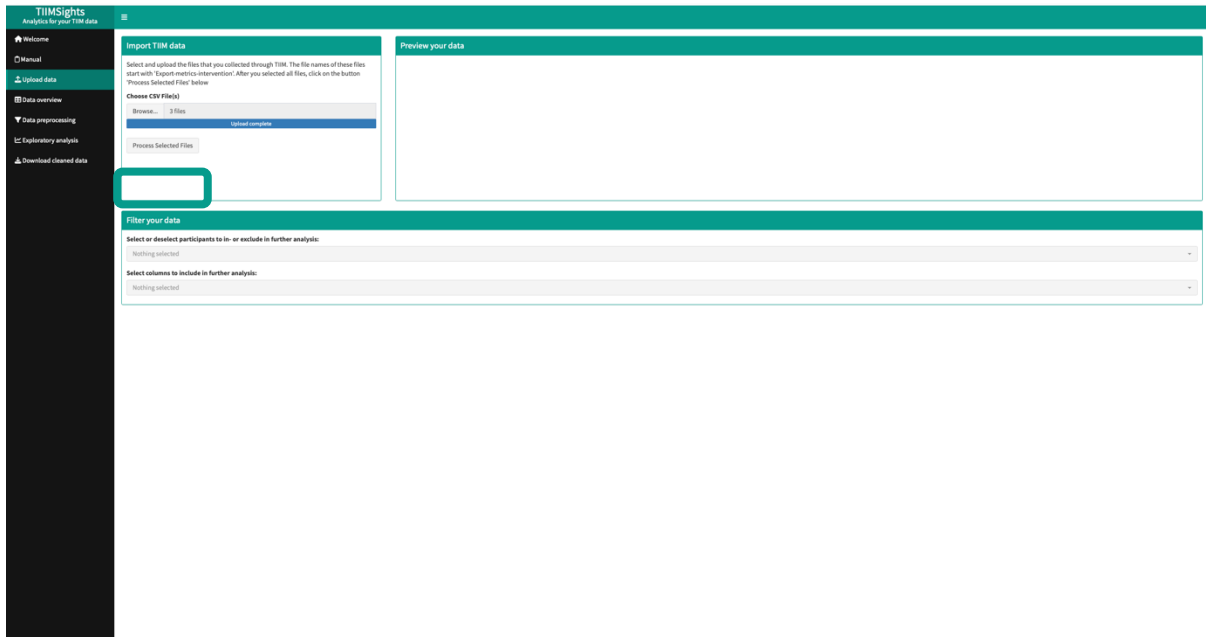 TIIMSights
Analytics for your TIIM data
Welcome
Manual
Upload data
Data overview
Data preprocessing
Exploratory analysis
Download cleaned data
Import TIIM data
Select and upload the files that you collected through TIIM. The file names of these files
start with 'Export-metrics-intervention'. After you selected all files, click on the button
'Process Selected Files' below
Choose CSV File(s)
Browse... 3 files
Upload complete
Process Selected Files
Preview your data
Filter your data
Select or deselect participants to in- or exclude in further analysis:
Nothing selected
Select columns to include in further analysis:
Nothing selected